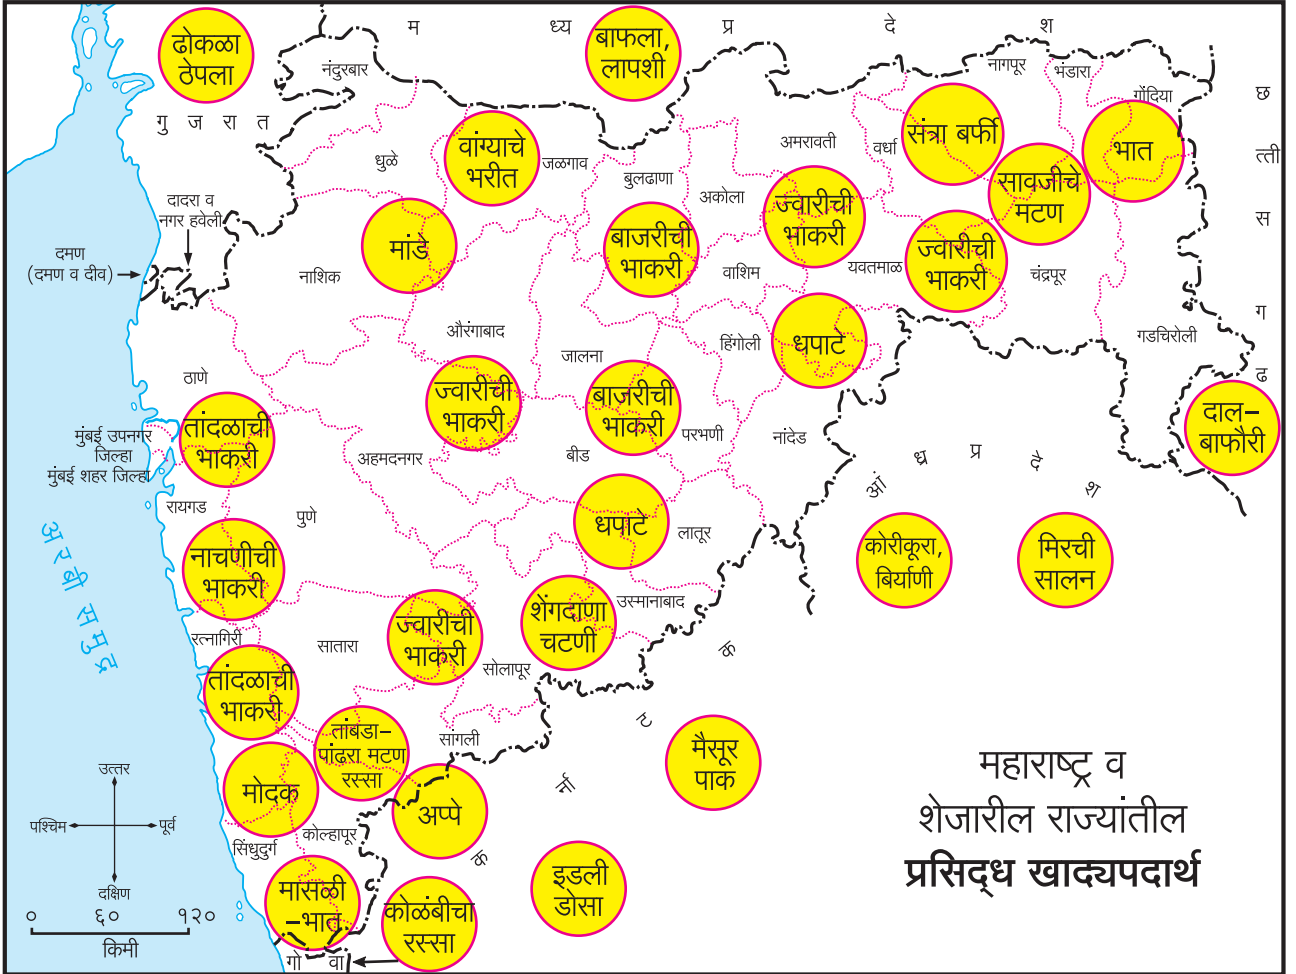 म ध्य प्र दे श
ढोकळा
ठेपला
बाफला,
लापशी
नंदुरबार
नागपूर
भंडारा
गोंदिया
छ
त्ती
स
ग
ढ
गु ज रा त
धुळे
वांग्याचे
भरीत
जळगाव
बुलढाणा
अमरावती
वर्धा
संत्रा बर्फी
भात
अकोला
ज्वारीची
भाकरी
सावजीचे
मटण
दादरा व
नगर हवेली
दमण
(दमण व दीव)
मांडे
नाशिक
बाजरीची
भाकरी
वाशिम
यवतमाळ
ज्वारीची
भाकरी
चंद्रपूर
औरंगाबाद
जालना
हिंगोली
धपाटे
गडचिरोली
ठाणे
ज्वारीची
भाकरी
बाजरीची
भाकरी
दाल–
बाफौरी
तांदळाची
भाकरी
मुंबई उपनगर
जिल्हा
मुंबई शहर जिल्हा
अहमदनगर
बीड
परभणी
नांदेड
आं ध्र प्र दे श
रायगड
पुणे
धपाटे
लातूर
अरबी समुद्र
नाचणीची
भाकरी
कोरीकूरा,
बिर्याणी
मिरची
सालन
शेंगदाणा
चटणी
उस्मानाबाद
रत्नागिरी
सातारा
ज्वारीची
भाकरी
सोलापूर
क र्ना ट क
तांदळाची
भाकरी
तांबडा–
पांढरा मटण
रस्सा
सांगली
मैसूर
पाक
मोदक
अप्पे
महाराष्ट्र व
शेजारील राज्यांतील
प्रसिद्ध खाद्यपदार्थ
उत्तर
पश्चिम
पूर्व
दक्षिण
सिंधुदुर्ग
कोल्हापूर
मासळी
–भात
कोळंबीचा
रस्सा
इडली
डोसा
० ६० १२०
किमी
गो वा